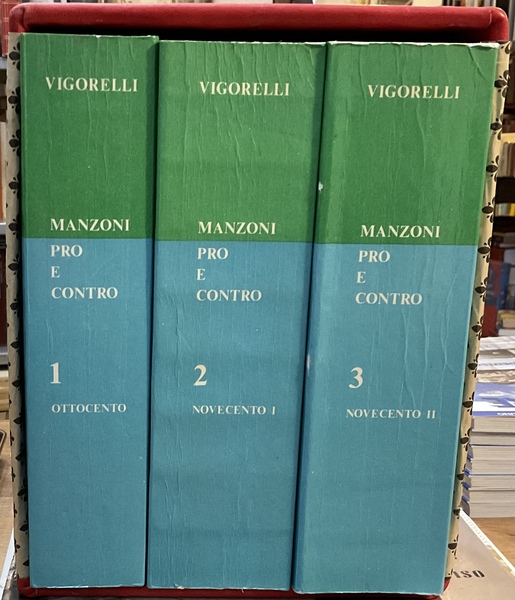 VIGORELLI
MANZONI
PRO
E
CONTRO
1
OTTOCENTO
VIGORELLI
MANZONI
PRO
E
CONTRO
2
NOVECENTO I
VIGORELLI
MANZONI
PRO
E
CONTRO
3
NOVECENTO II